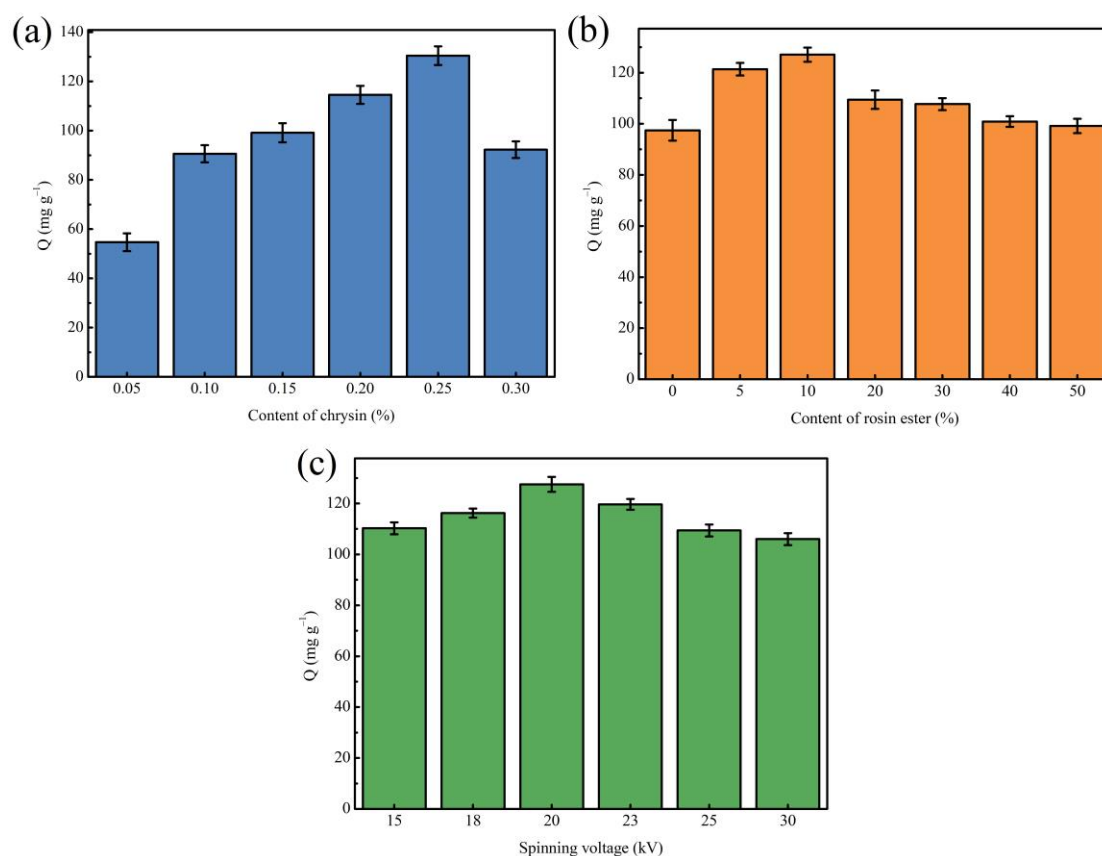 (a)
140
120
100
80
60
40
20
0
Q (mg g⁻¹)
0.05 0.10 0.15 0.20 0.25 0.30
Content of chrysin (%)
(b)
120
100
80
60
40
20
0
Q (mg g⁻¹)
0 5 10 20 30 40 50
Content of rosin ester (%)
(c)
120
100
80
60
40
20
0
Q (mg g⁻¹)
15 18 20 23 25 30
Spinning voltage (kV)